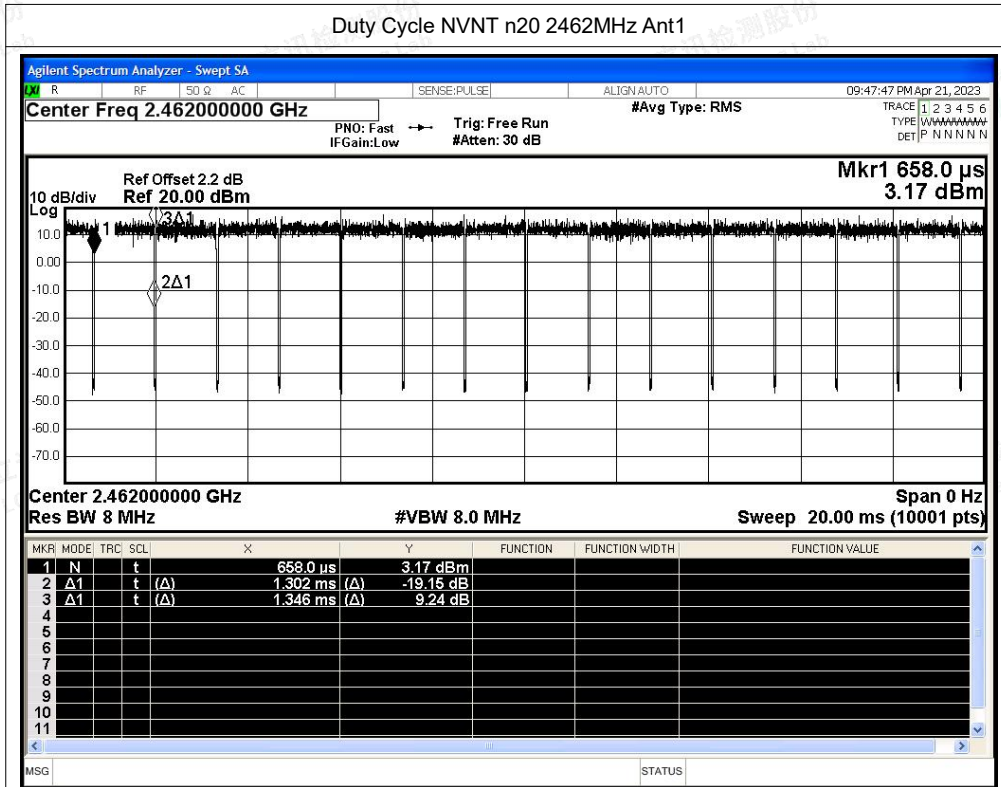 Duty Cycle NVNT n20 2462MHz Ant1
Agilent Spectrum Analyzer - Swept SA
LXI R RF 50 Ω AC SENSE:PULSE ALIGN AUTO 09:47:47 PM Apr 21, 2023
Center Freq 2.462000000 GHz #Avg Type: RMS TRACE 1 2 3 4 5 6
PNO: Fast Trig: Free Run TYPE WWWWWW
IFGain:Low #Atten: 30 dB DET P N N N N N
Mkr1 658.0 µs
Ref Offset 2.2 dB
10 dB/div Ref 20.00 dBm 3.17 dBm
Log
3Δ1
1
10.0
0.00
2Δ1
-10.0
-20.0
-30.0
-40.0
-50.0
-60.0
-70.0
Center 2.462000000 GHz Span 0 Hz
Res BW 8 MHz #VBW 8.0 MHz Sweep 20.00 ms (10001 pts)
MKR MODE TRC SCL X Y FUNCTION FUNCTION WIDTH FUNCTION VALUE
1 N t 658.0 µs 3.17 dBm
2 Δ1 t (Δ) 1.302 ms (Δ) -19.15 dB
3 Δ1 t (Δ) 1.346 ms (Δ) 9.24 dB
4
5
6
7
8
9
10
11
MSG STATUS